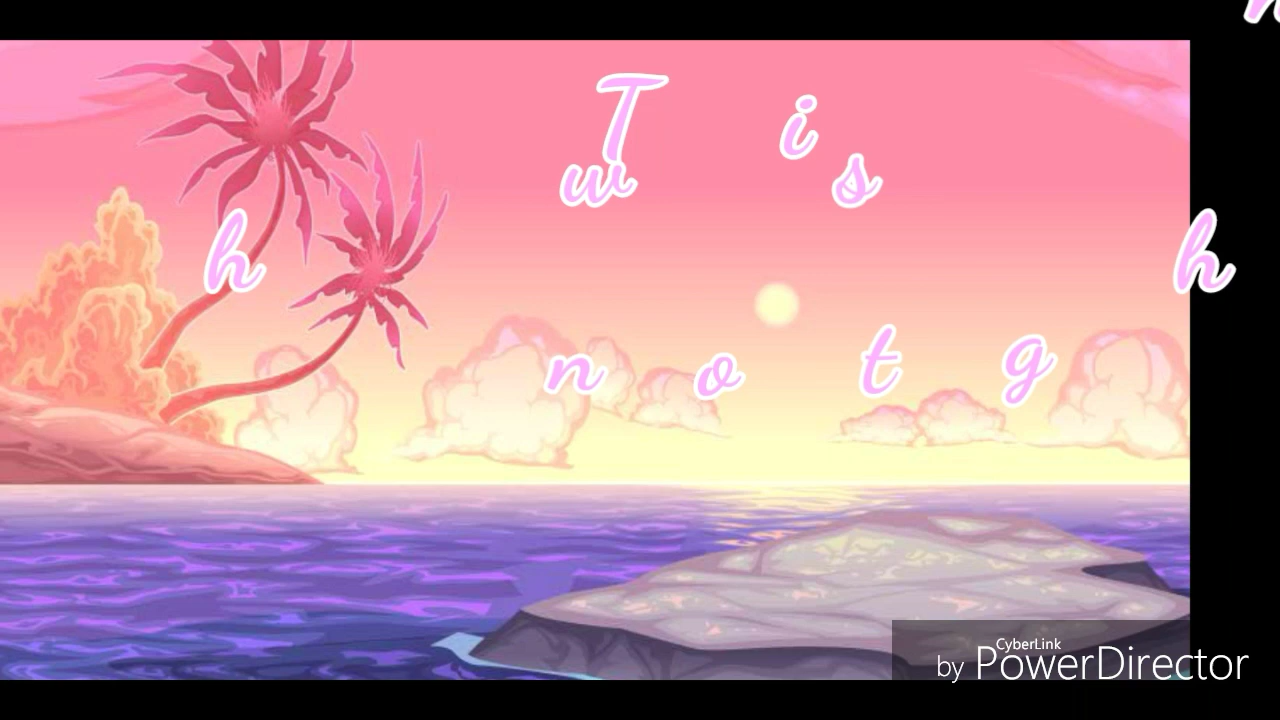 T i
w s
h h
n o t g
CyberLink
by PowerDirector